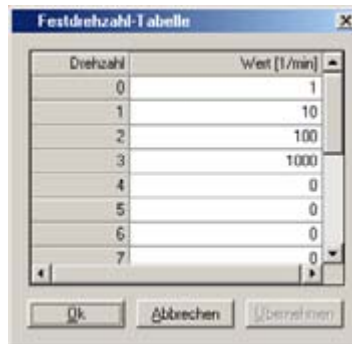 Festdrehzahl-Tabelle
Drehzahl Wert [1/min]
0 1
1 10
2 100
3 1000
4 0
5 0
6 0
7 0
Ok Abbrechen Übernehmen